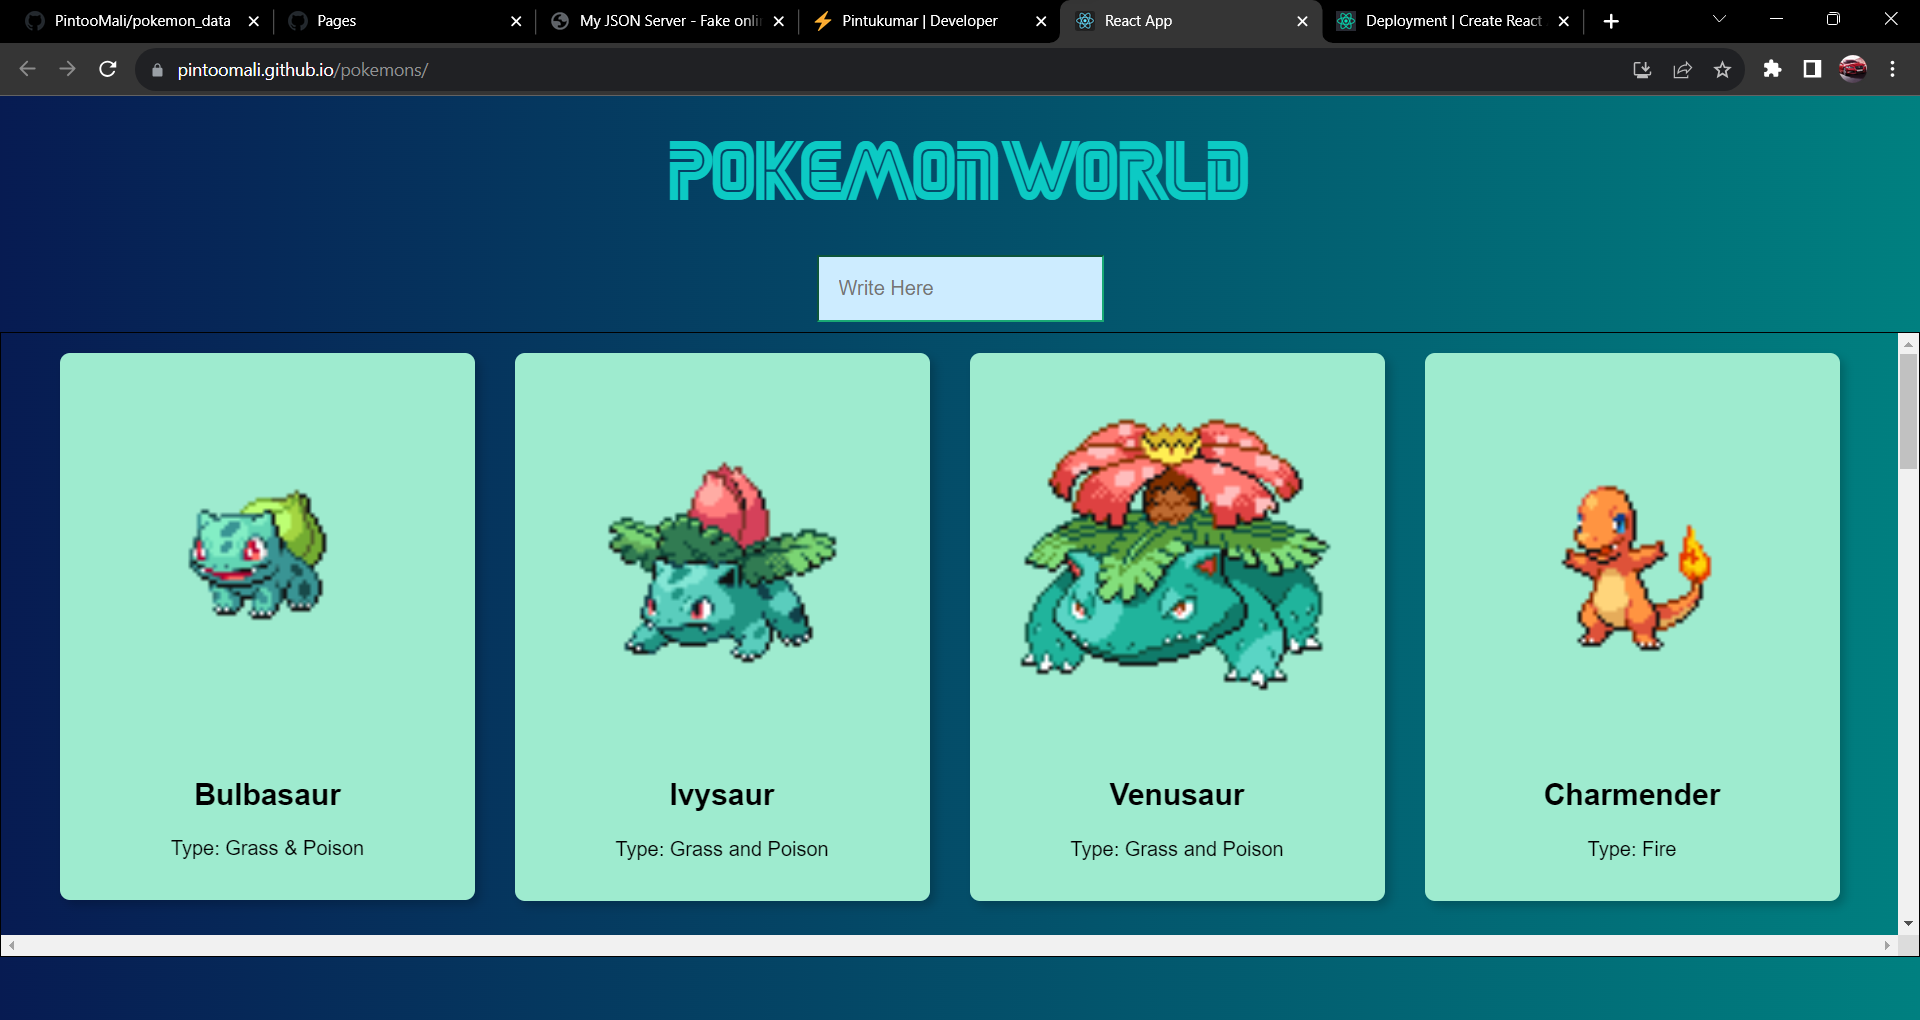 PintooMali/pokemon_data
Pages
My JSON Server - Fake onli
Pintukumar | Developer
React App
Deployment | Create React
pintoomali.github.io/pokemons/
POKEMON WORLD
Write Here
Bulbasaur
Type: Grass & Poison
Ivysaur
Type: Grass and Poison
Venusaur
Type: Grass and Poison
Charmender
Type: Fire